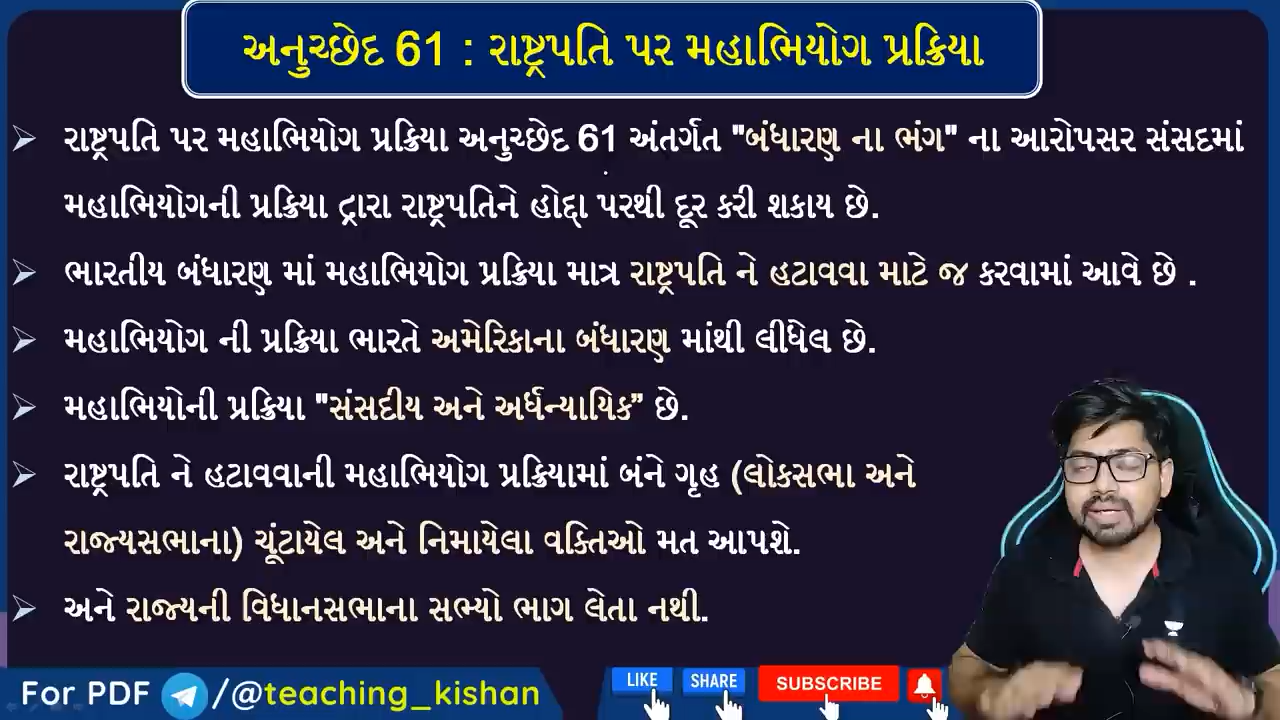 અનુચ્છેદ 61 : રાષ્ટ્રપતિ પર મહાભિયોગ પ્રક્રિયા
રાષ્ટ્રપતિ પર મહાભિયોગ પ્રક્રિયા અનુચ્છેદ 61 અંતર્ગત "બંધારણ ના ભંગ" ના આરોપસર સંસદમાં
મહાભિયોગની પ્રક્રિયા દ્વારા રાષ્ટ્રપતિને હોદ્દા પરથી દૂર કરી શકાય છે.
ભારતીય બંધારણ માં મહાભિયોગ પ્રક્રિયા માત્ર રાષ્ટ્રપતિ ને હટાવવા માટે જ કરવામાં આવે છે .
મહાભિયોગ ની પ્રક્રિયા ભારતે અમેરિકાના બંધારણ માંથી લીધેલ છે.
મહાભિયોની પ્રક્રિયા "સંસદીય અને અર્ધન્યાયિક” છે.
રાષ્ટ્રપતિ ને હટાવવાની મહાભિયોગ પ્રક્રિયામાં બંને ગૃહ (લોકસભા અને
રાજ્યસભાના) ચૂંટાયેલ અને નિમાયેલા વક્તિઓ મત આપશે.
અને રાજ્યની વિધાનસભાના સભ્યો ભાગ લેતા નથી.
For PDF /@teaching_kishan LIKE SHARE SUBSCRIBE